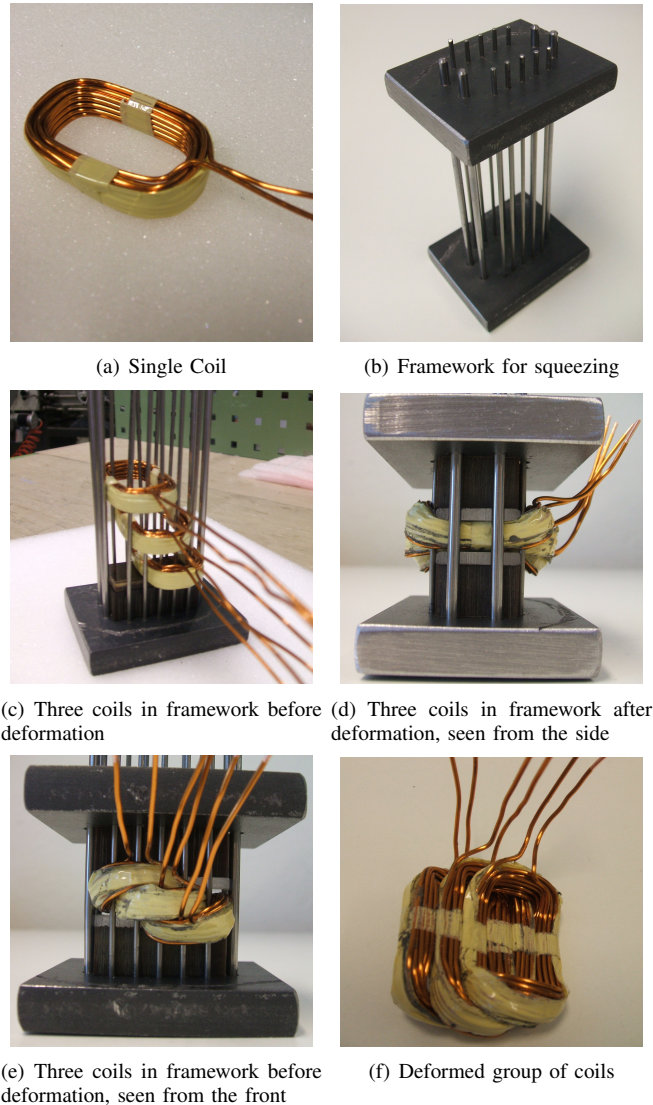 (a) Single Coil
(b) Framework for squeezing
(c) Three coils in framework before
deformation
(d) Three coils in framework after
deformation, seen from the side
(e) Three coils in framework before
deformation, seen from the front
(f) Deformed group of coils